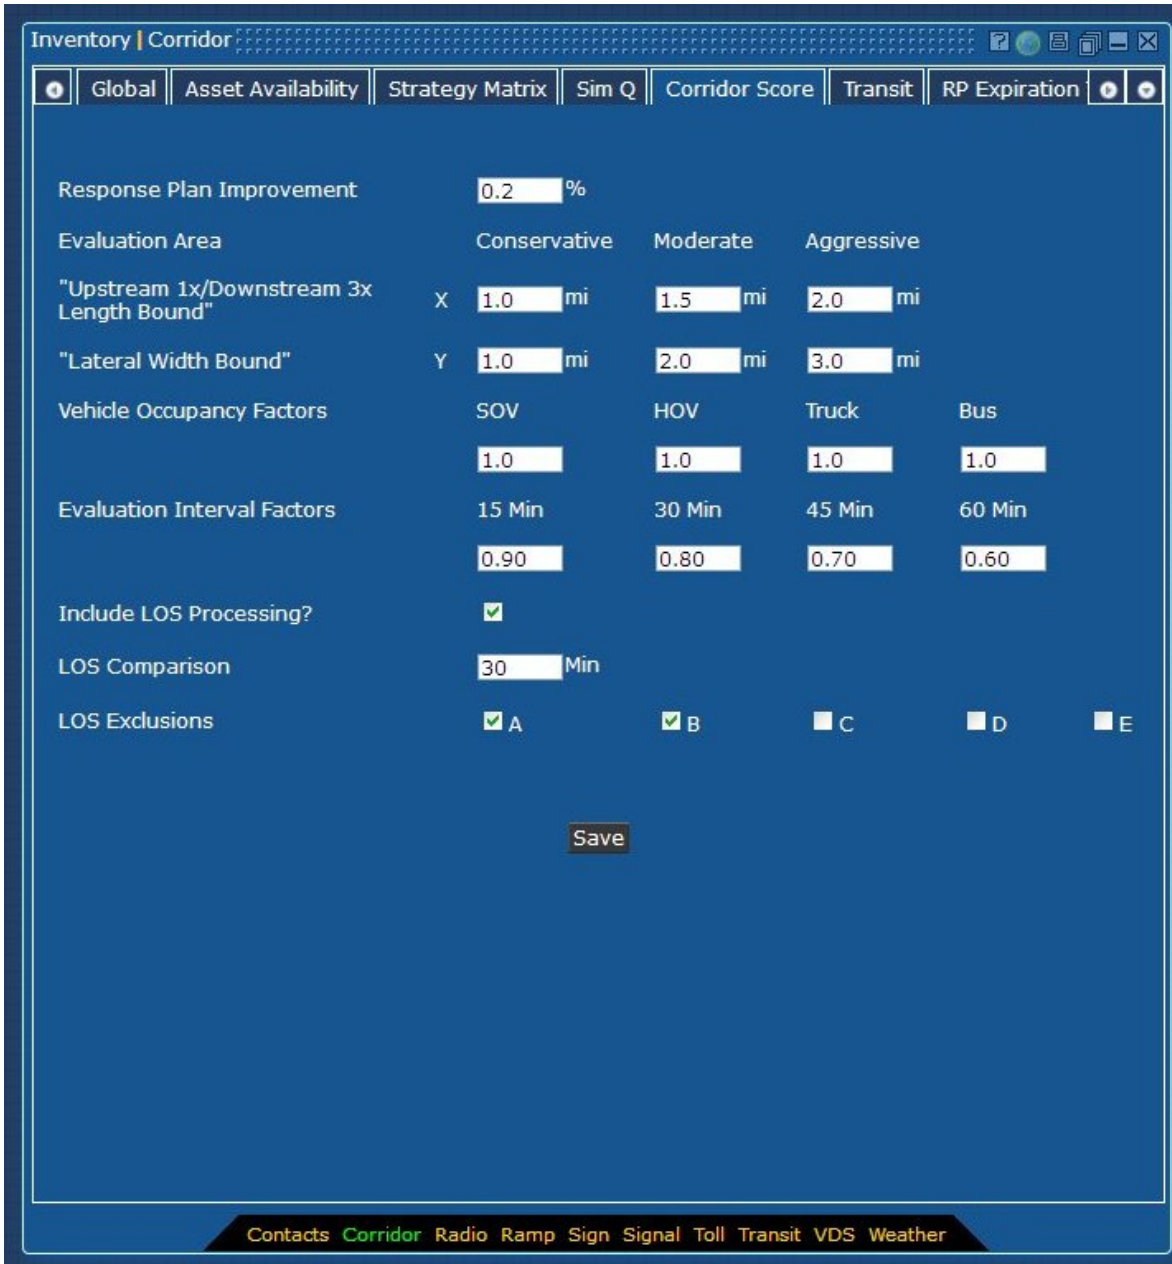 Inventory | Corridor
Global Asset Availability Strategy Matrix Sim Q Corridor Score Transit RP Expiration
Response Plan Improvement 0.2 %
Evaluation Area Conservative Moderate Aggressive
"Upstream 1x/Downstream 3x
Length Bound" X 1.0 mi 1.5 mi 2.0 mi
"Lateral Width Bound" Y 1.0 mi 2.0 mi 3.0 mi
Vehicle Occupancy Factors SOV HOV Truck Bus
1.0 1.0 1.0 1.0
Evaluation Interval Factors 15 Min 30 Min 45 Min 60 Min
0.90 0.80 0.70 0.60
Include LOS Processing?
LOS Comparison 30 Min
LOS Exclusions A B C D E
Save
Contacts Corridor Radio Ramp Sign Signal Toll Transit VDS Weather